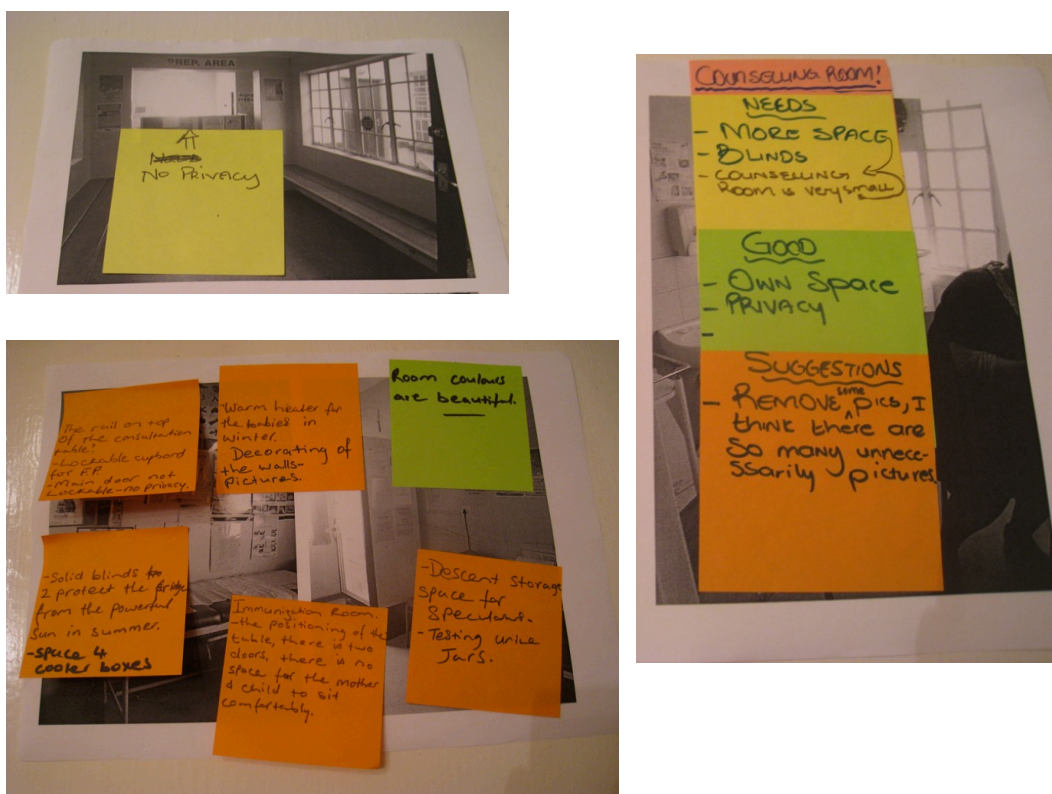 PREP. AREA
No Privacy
COUNSELLING ROOM!
NEEDS
- MORE SPACE
- BLINDS
- COUNSELLING
ROOM is very small
GOOD
- OWN Space
- PRIVACY
-
SUGGESTIONS
- REMOVE some pics, I
think there are
so many unnece-
ssarily pictures
The rail on top
of the consultation
table?
- Lockable cupbord
for F.P
- Main door not
Lockable - no privacy.
-Warm heater for
the babies in
winter.
- Decorating of
the walls-
pictures.
Room coulours
are beautiful.
-Solid blinds
2 protect the fridge
from the powerful
sun in summer.
-space 4
cooler boxes
Immunization Room.
-the positioning of the
table, there is two
doors, there is no
space for the mother
& child to sit
comfortably.
-Descent Storage
space for
Speculums.
- Testing urine
Jars.